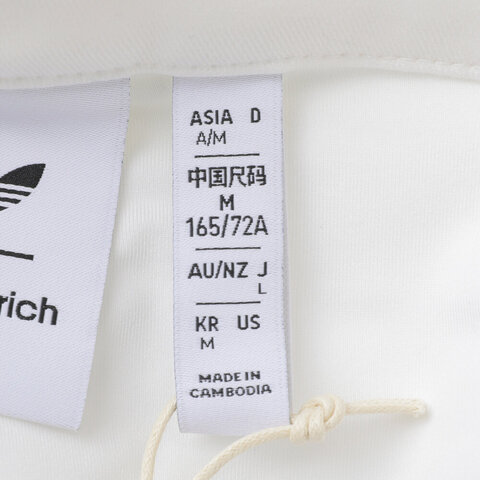 ASIA D
A/M
中国尺码
M
165/72A
AU/NZ J
L
KR US
M
MADE IN
CAMBODIA
rich